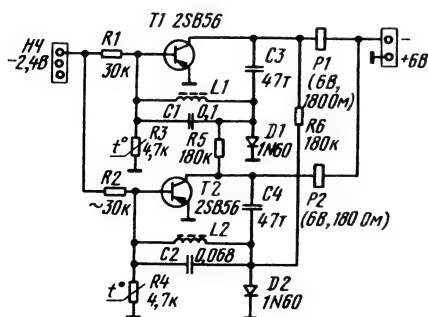 T1 2SB56
НЧ
-2,4В
R1
30к
C3
47т
P1
(6В,
180Ом)
-
+6В
L1
C1 0,1
R3
4,7к
t°
R5
180к
D1
1N60
R6
180к
R2
~30к
T2
2SB56
C4
47т
P2
(6В, 180Ом)
L2
C2 0,068
t°
R4
4,7к
D2
1N60